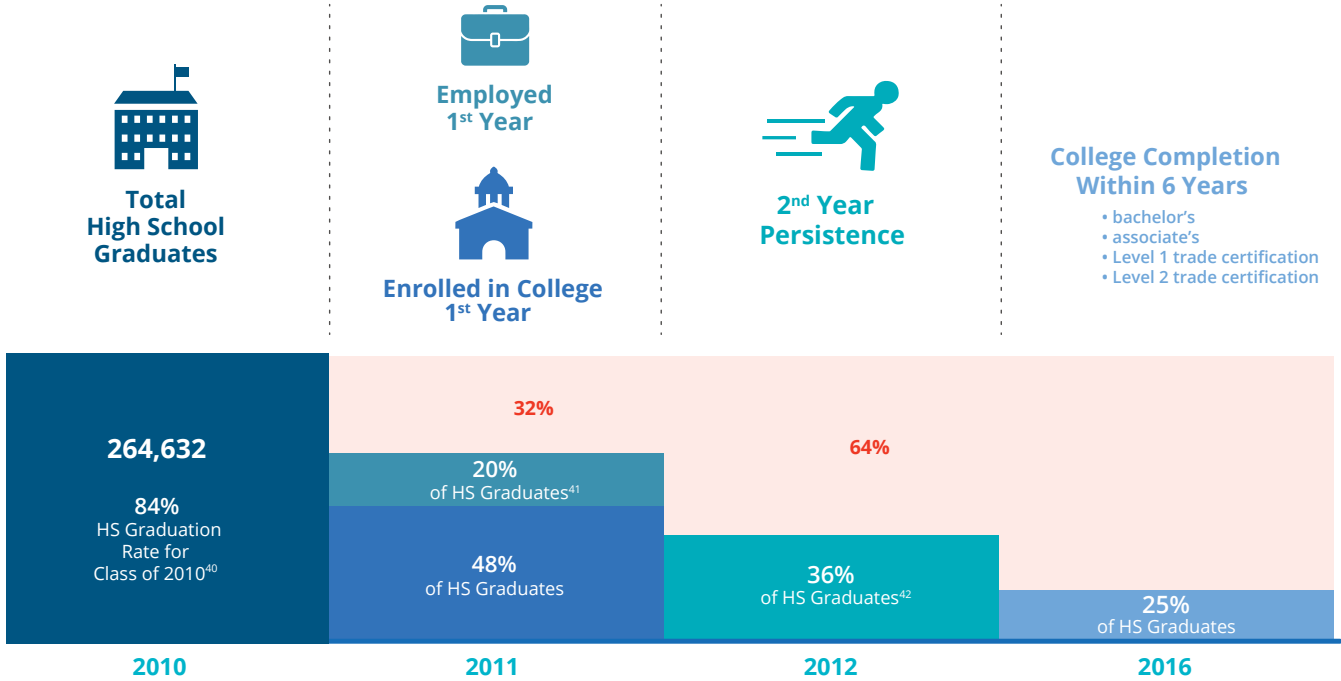 Total
High School
Graduates
Employed
1st Year
Enrolled in College
1st Year
2nd Year
Persistence
College Completion
Within 6 Years
• bachelor's
• associate's
• Level 1 trade certification
• Level 2 trade certification
264,632
84%
HS Graduation
Rate for
Class of 2010⁴⁰
32%
20%
of HS Graduates⁴¹
48%
of HS Graduates
64%
36%
of HS Graduates⁴²
25%
of HS Graduates
2010
2011
2012
2016